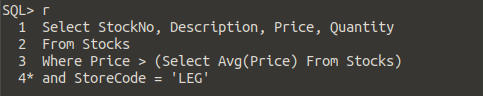 SQL> r
  1  Select StockNo, Description, Price, Quantity
  2  From Stocks
  3  Where Price > (Select Avg(Price) From Stocks)
  4* and StoreCode = 'LEG'